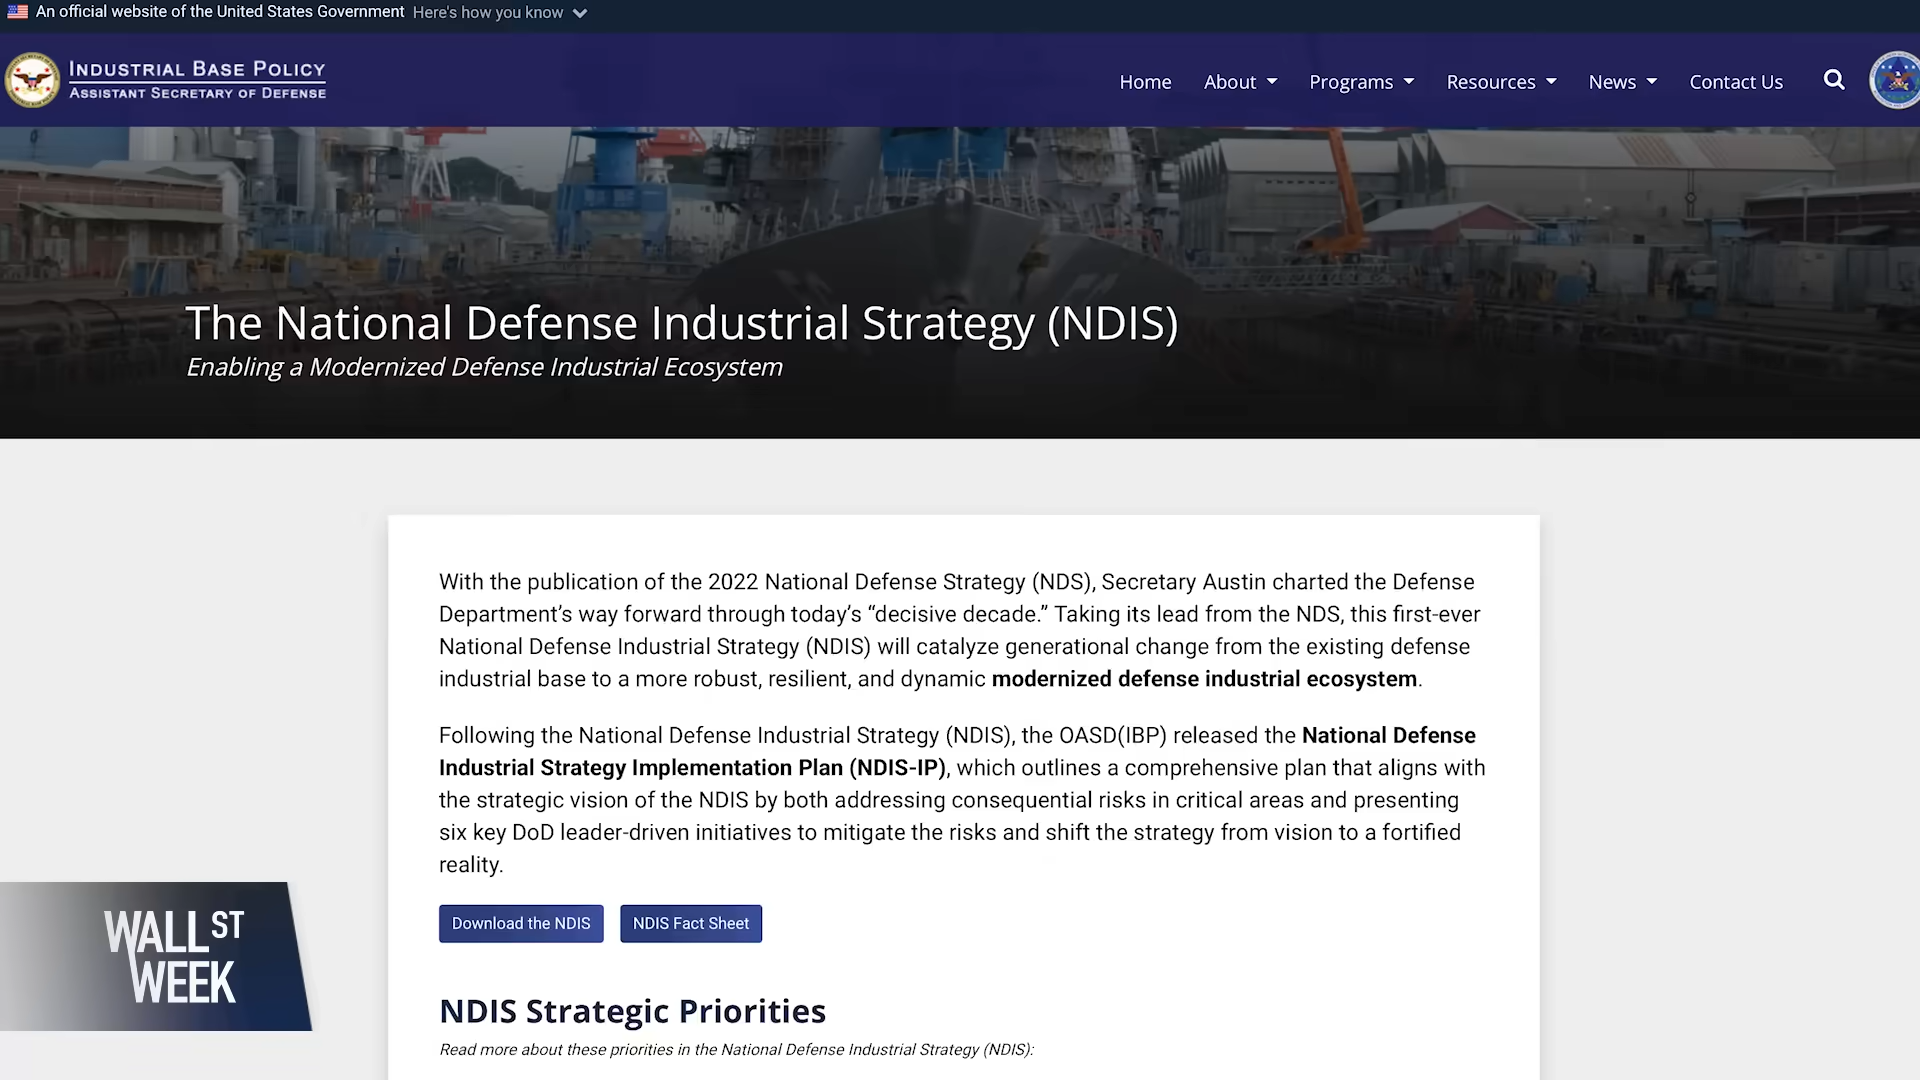 An official website of the United States Government Here's how you know
INDUSTRIAL BASE POLICY
ASSISTANT SECRETARY OF DEFENSE
Home About Programs Resources News Contact Us
The National Defense Industrial Strategy (NDIS)
Enabling a Modernized Defense Industrial Ecosystem
With the publication of the 2022 National Defense Strategy (NDS), Secretary Austin charted the Defense
Department’s way forward through today’s “decisive decade.” Taking its lead from the NDS, this first-ever
National Defense Industrial Strategy (NDIS) will catalyze generational change from the existing defense
industrial base to a more robust, resilient, and dynamic modernized defense industrial ecosystem.
Following the National Defense Industrial Strategy (NDIS), the OASD(IBP) released the National Defense
Industrial Strategy Implementation Plan (NDIS-IP), which outlines a comprehensive plan that aligns with
the strategic vision of the NDIS by both addressing consequential risks in critical areas and presenting
six key DoD leader-driven initiatives to mitigate the risks and shift the strategy from vision to a fortified
reality.
Download the NDIS NDIS Fact Sheet
WALL ST
WEEK
NDIS Strategic Priorities
Read more about these priorities in the National Defense Industrial Strategy (NDIS):